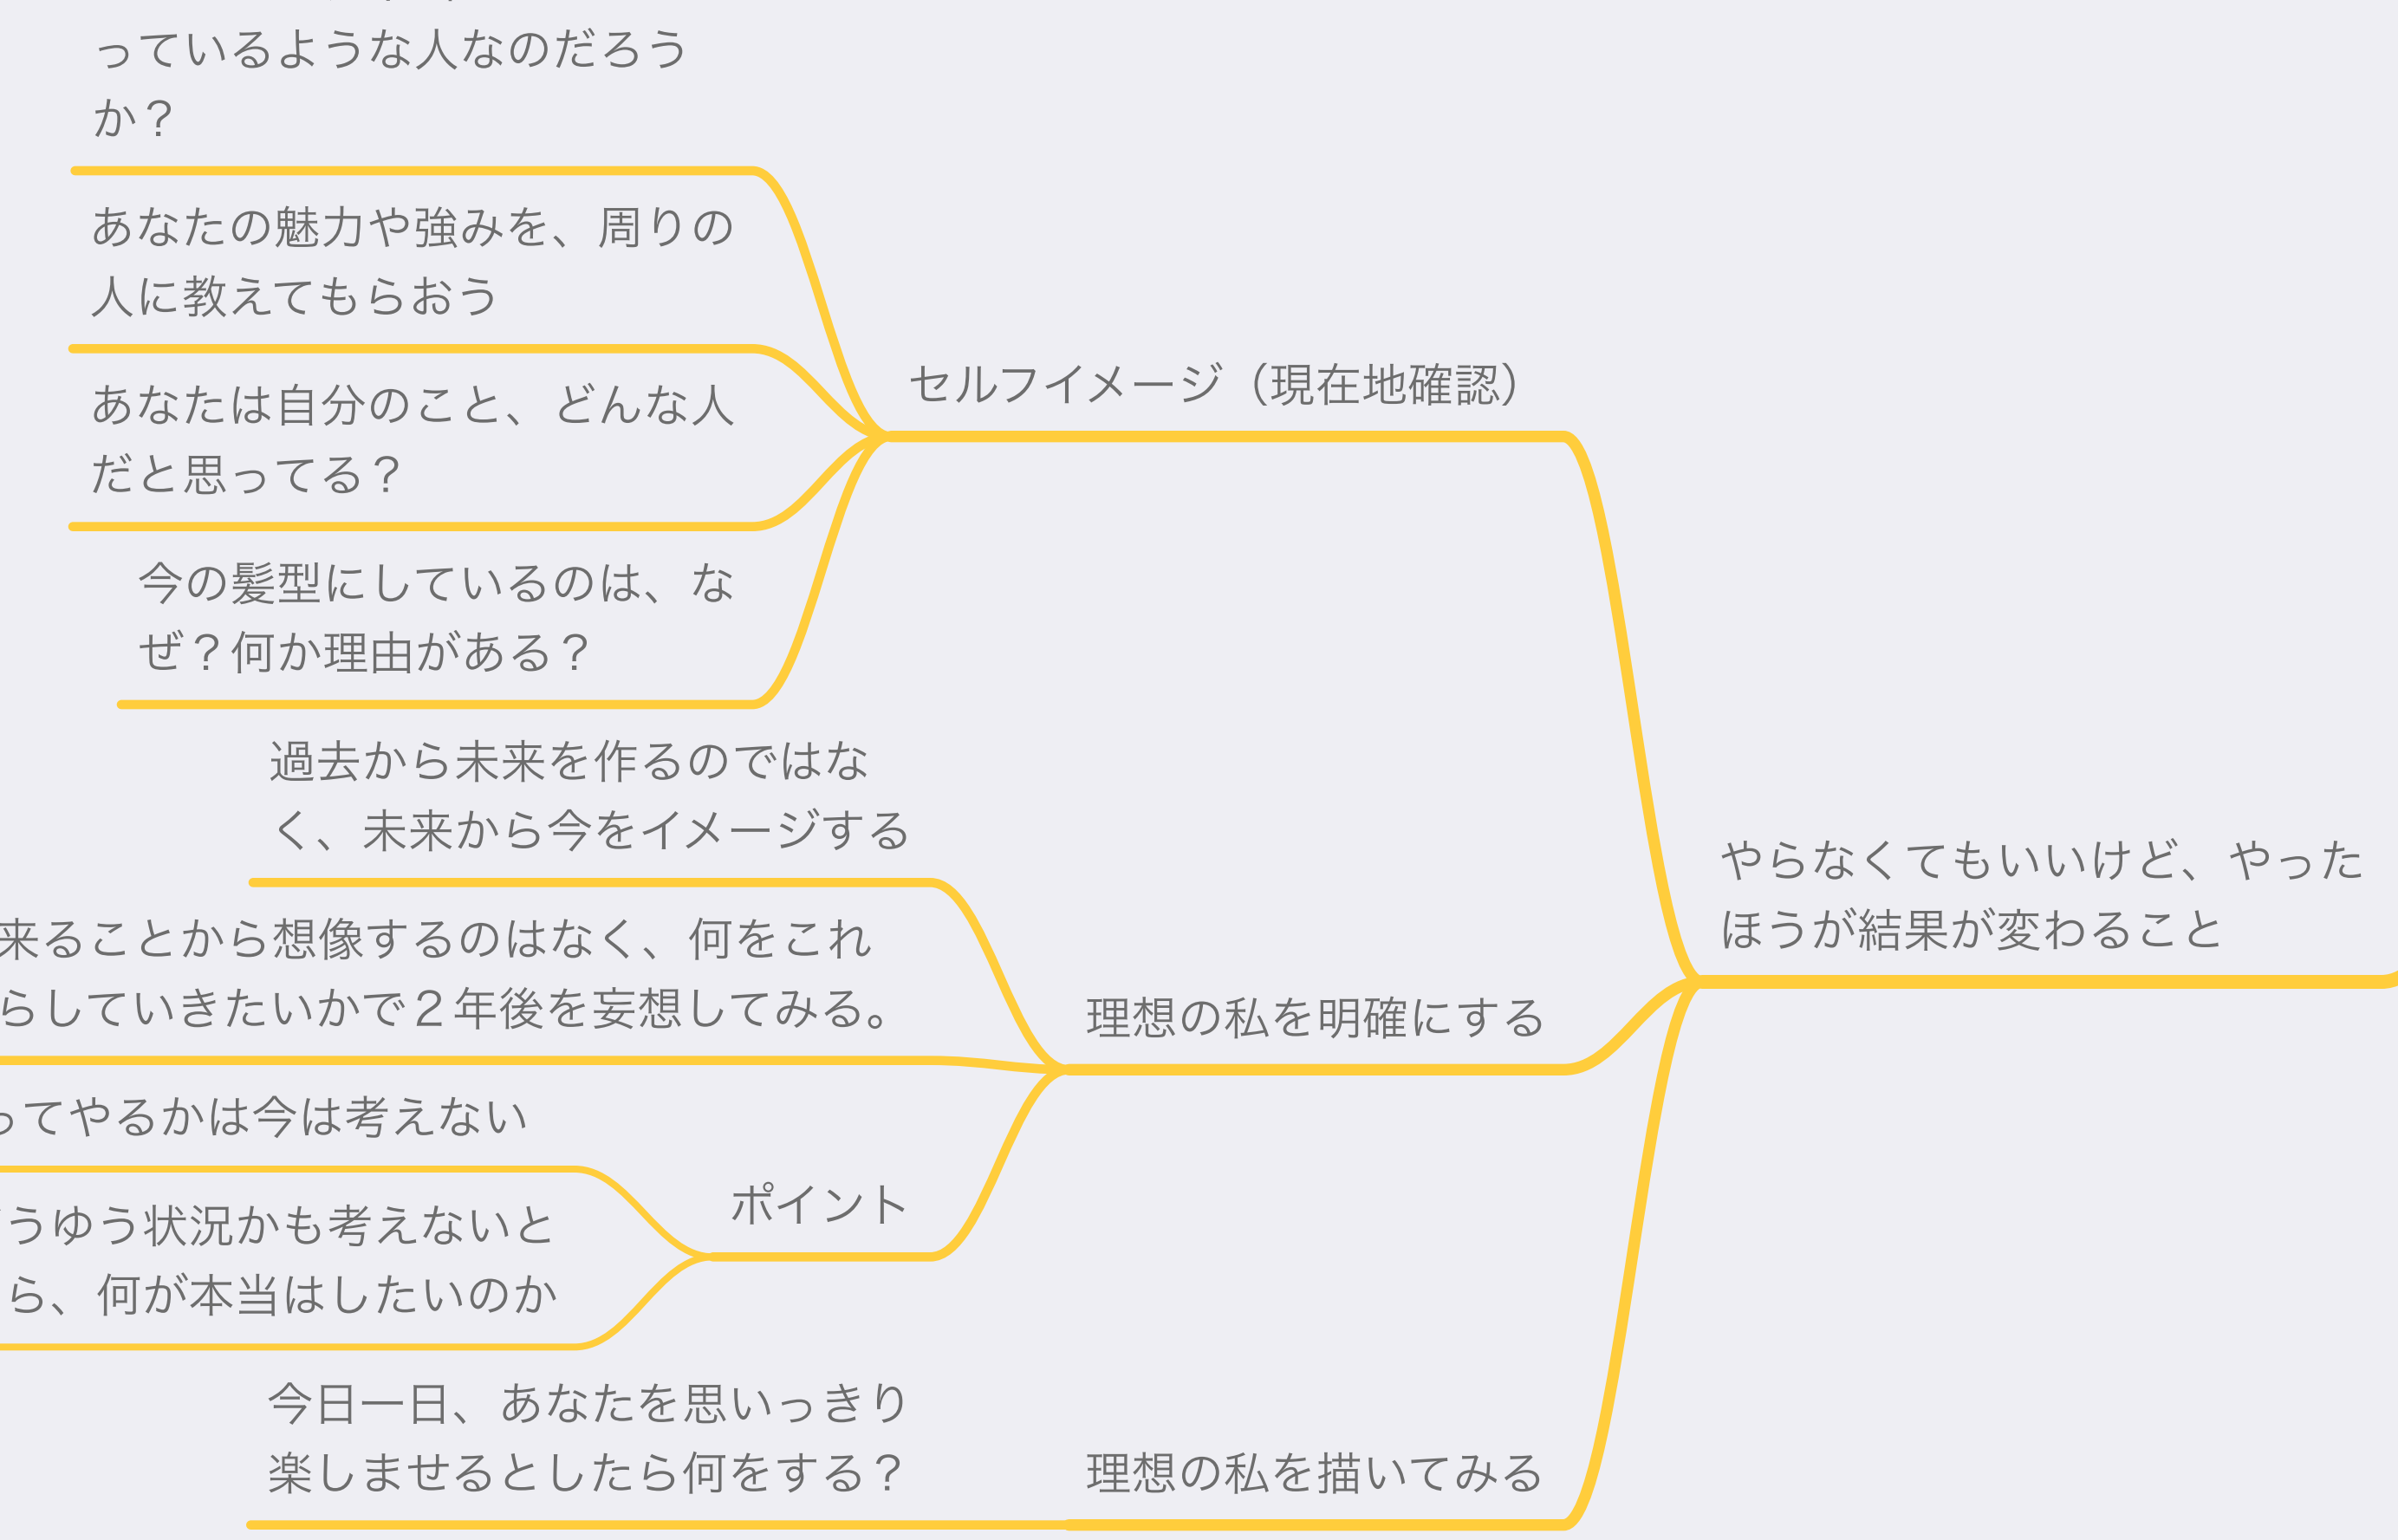 っているような人なのだろう
か？
あなたの魅力や強みを、周りの
人に教えてもらおう
あなたは自分のこと、どんな人
だと思ってる？
今の髪型にしているのは、な
ぜ？何か理由がある？
セルフイメージ（現在地確認）
過去から未来を作るのではな
く、未来から今をイメージする
来ることから想像するのはなく、何をこれ
らしていきたいかで２年後を妄想してみる。
ってやるかは今は考えない
うゆう状況かも考えないと
ら、何が本当はしたいのか
ポイント
理想の私を明確にする
今日一日、あなたを思いっきり
楽しませるとしたら何をする？
理想の私を描いてみる
やらなくてもいいけど、やった
ほうが結果が変わること